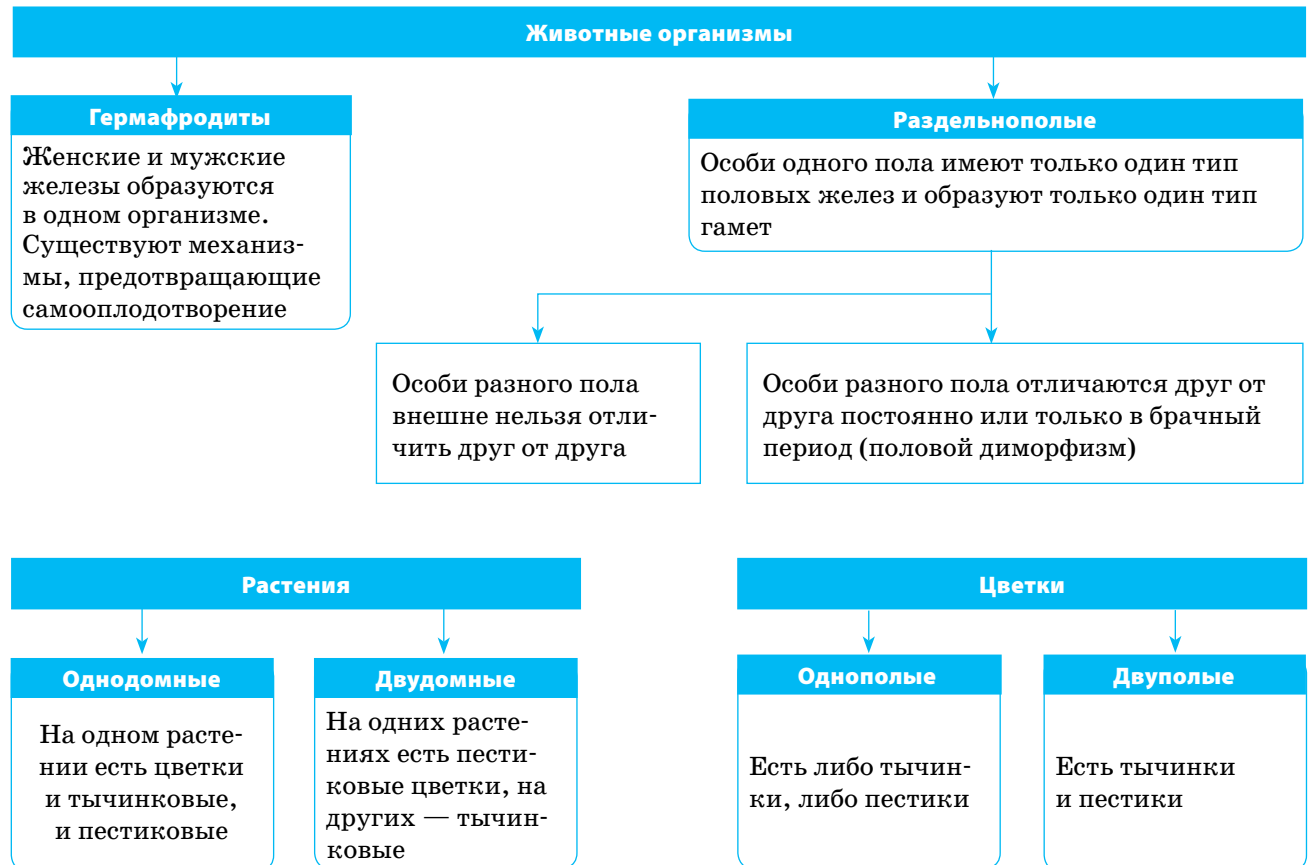 Животные организмы
Гермафродиты
Женские и мужские
железы образуются
в одном организме.
Существуют механиз-
мы, предотвращающие
самооплодотворение
Раздельнополые
Особи одного пола имеют только один тип
половых желез и образуют только один тип
гамет
Особи разного пола
внешне нельзя отли-
чить друг от друга
Особи разного пола отличаются друг от
друга постоянно или только в брачный
период (половой диморфизм)
Растения
Однодомные
На одном расте-
нии есть цветки
и тычинковые,
и пестиковые
Двудомные
На одних расте-
ниях есть пести-
ковые цветки, на
других — тычин-
ковые
Цветки
Однополые
Есть либо тычин-
ки, либо пестики
Двуполые
Есть тычинки
и пестики